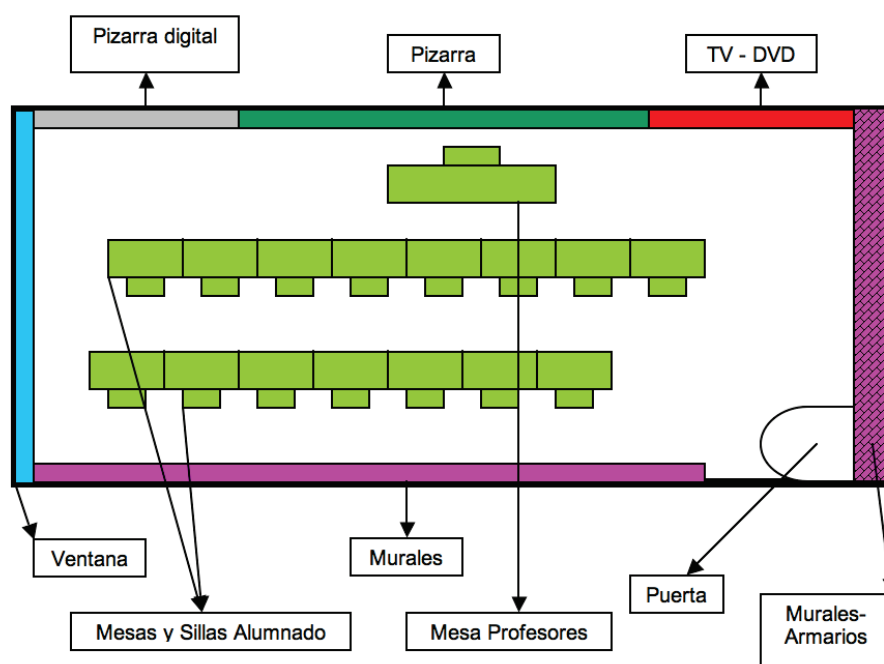 Pizarra digital
Pizarra
TV - DVD
Ventana
Murales
Puerta
Mesas y Sillas Alumnado
Mesa Profesores
Murales-
Armarios